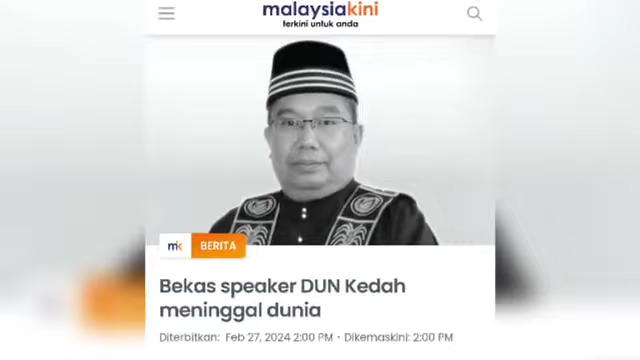 malaysiakini
terkini untuk anda
mk BERITA
Bekas speaker DUN Kedah
meninggal dunia
Diterbitkan: Feb 27, 2024 2:00 PM · Dikemaskini: 2:00 PM